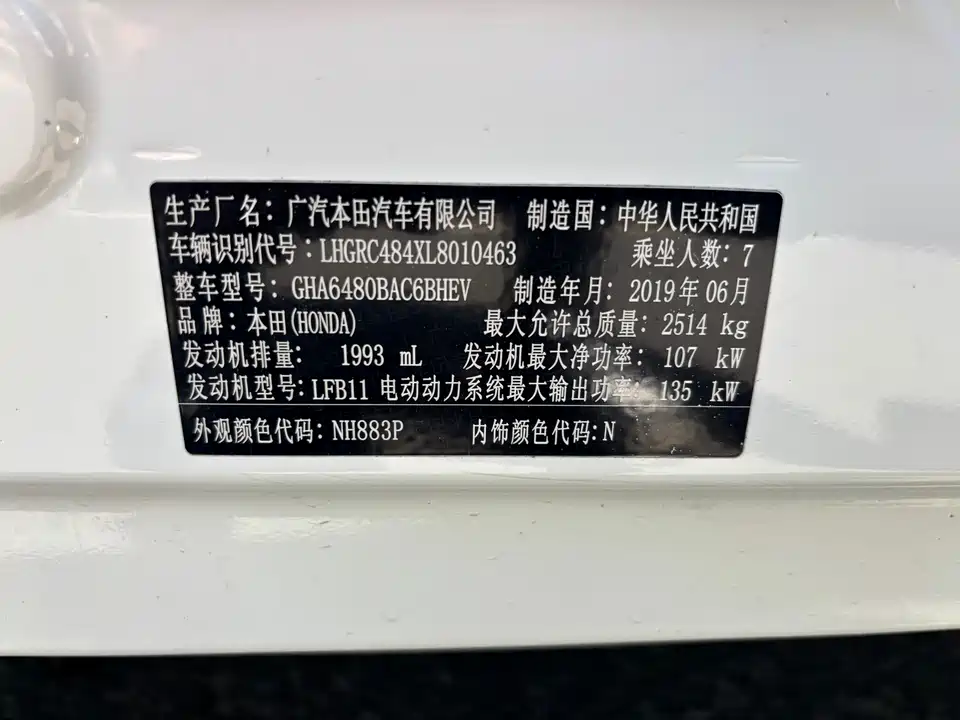 生产厂名：广汽本田汽车有限公司 制造国：中华人民共和国
车辆识别代号：LHGRC484XL8010463 乘坐人数：7
整车型号：GHA6480BAC6BHEV 制造年月：2019年06月
品牌：本田(HONDA) 最大允许总质量：2514 kg
发动机排量： 1993 mL 发动机最大净功率：107 kW
发动机型号：LFB11 电动动力系统最大输出功率：135 kW
外观颜色代码：NH883P 内饰颜色代码：N